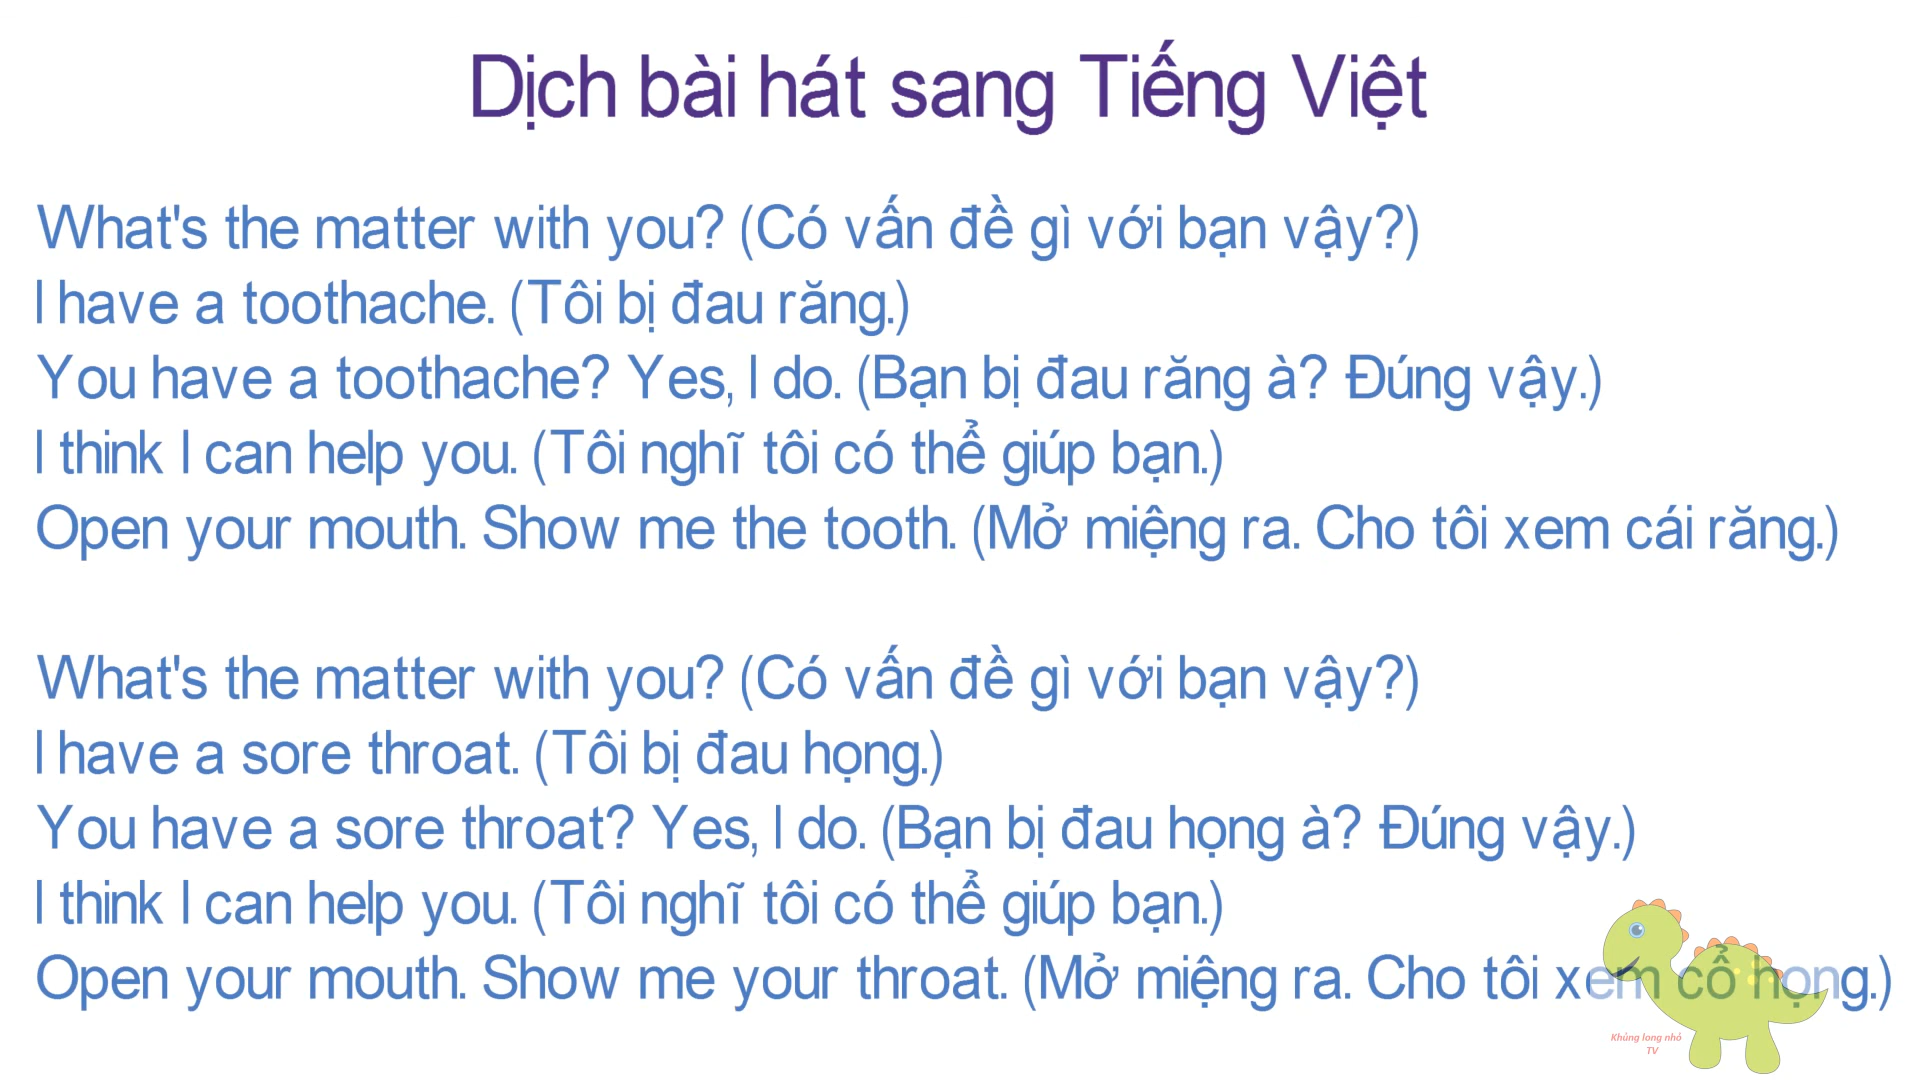 Dịch bài hát sang Tiếng Việt
What's the matter with you? (Có vấn đề gì với bạn vậy?)
I have a toothache. (Tôi bị đau răng.)
You have a toothache? Yes, I do. (Bạn bị đau răng à? Đúng vậy.)
I think I can help you. (Tôi nghĩ tôi có thể giúp bạn.)
Open your mouth. Show me the tooth. (Mở miệng ra. Cho tôi xem cái răng.)
What's the matter with you? (Có vấn đề gì với bạn vậy?)
I have a sore throat. (Tôi bị đau họng.)
You have a sore throat? Yes, I do. (Bạn bị đau họng à? Đúng vậy.)
I think I can help you. (Tôi nghĩ tôi có thể giúp bạn.)
Open your mouth. Show me your throat. (Mở miệng ra. Cho tôi xem cổ họng.)
Khủng long nhỏ
TV